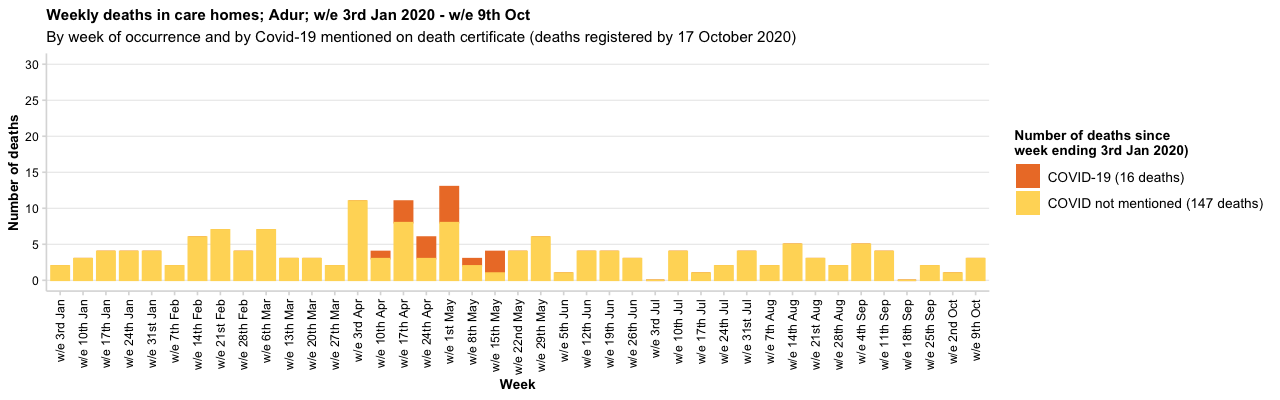 Weekly deaths in care homes; Adur; w/e 3rd Jan 2020 - w/e 9th Oct
By week of occurrence and by Covid-19 mentioned on death certificate (deaths registered by 17 October 2020)
Number of deaths
30
25
20
15
10
5
0
w/e 3rd Jan
w/e 10th Jan
w/e 17th Jan
w/e 24th Jan
w/e 31st Jan
w/e 7th Feb
w/e 14th Feb
w/e 21st Feb
w/e 28th Feb
w/e 6th Mar
w/e 13th Mar
w/e 20th Mar
w/e 27th Mar
w/e 3rd Apr
w/e 10th Apr
w/e 17th Apr
w/e 24th Apr
w/e 1st May
w/e 8th May
w/e 15th May
w/e 22nd May
w/e 29th May
w/e 5th Jun
w/e 12th Jun
w/e 19th Jun
w/e 26th Jun
w/e 3rd Jul
w/e 10th Jul
w/e 17th Jul
w/e 24th Jul
w/e 31st Jul
w/e 7th Aug
w/e 14th Aug
w/e 21st Aug
w/e 28th Aug
w/e 4th Sep
w/e 11th Sep
w/e 18th Sep
w/e 25th Sep
w/e 2nd Oct
w/e 9th Oct
Week
Number of deaths since
week ending 3rd Jan 2020)
COVID-19 (16 deaths)
COVID not mentioned (147 deaths)